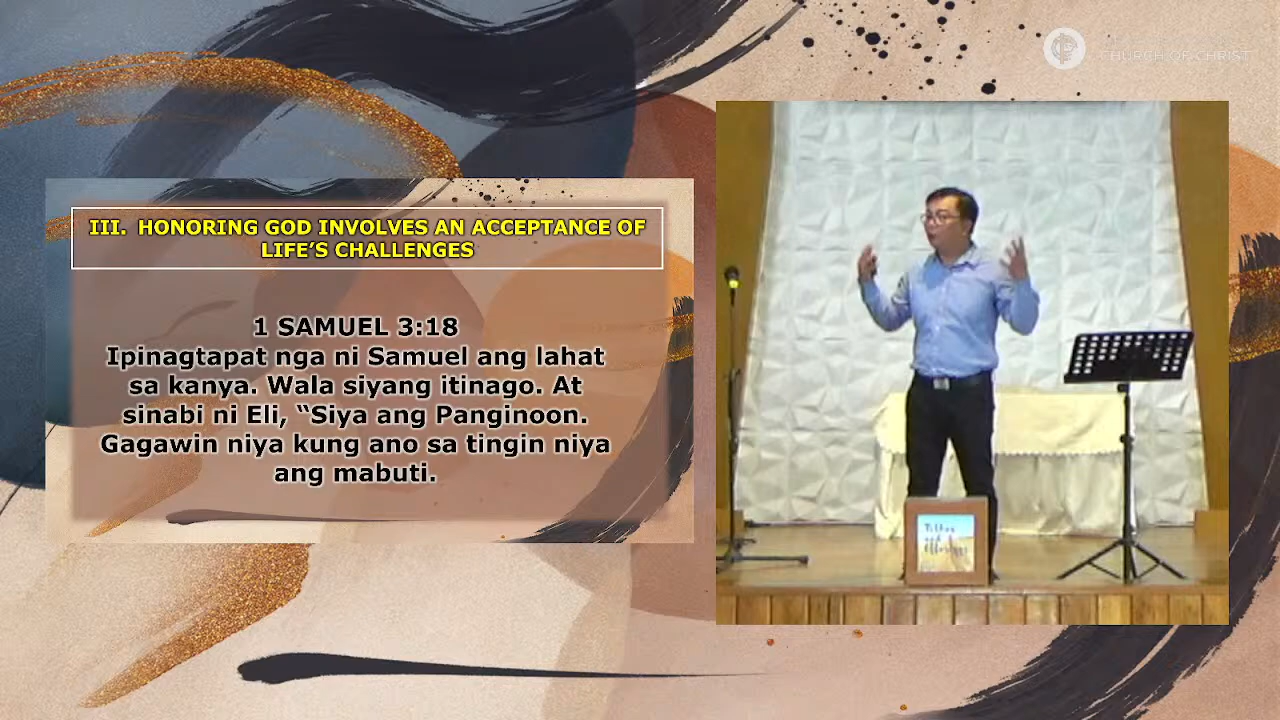 CHURCH OF CHRIST
III. HONORING GOD INVOLVES AN ACCEPTANCE OF
LIFE'S CHALLENGES
1 SAMUEL 3:18
Ipinagtapat nga ni Samuel ang lahat
sa kanya. Wala siyang itinago. At
sinabi ni Eli, “Siya ang Panginoon.
Gagawin niya kung ano sa tingin niya
ang mabuti.